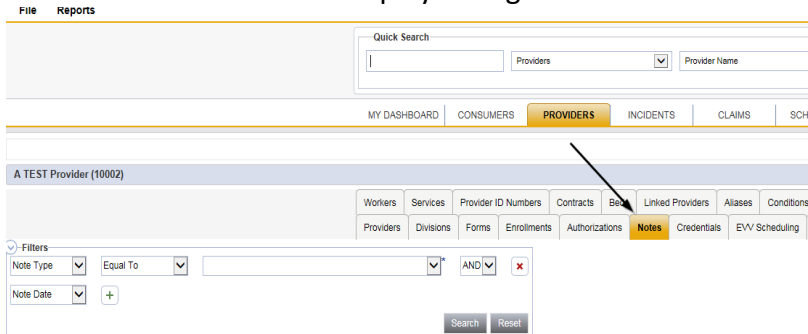 File Reports
Quick Search
Providers Provider Name
MY DASHBOARD CONSUMERS PROVIDERS INCIDENTS CLAIMS SCH
A TEST Provider (10002)
Workers Services Provider ID Numbers Contracts Linked Providers Aliases Conditions
Providers Divisions Forms Enrollments Authorizations Notes Credentials EVV Scheduling
Filters
Note Type Equal To * AND
Note Date +
Search Reset